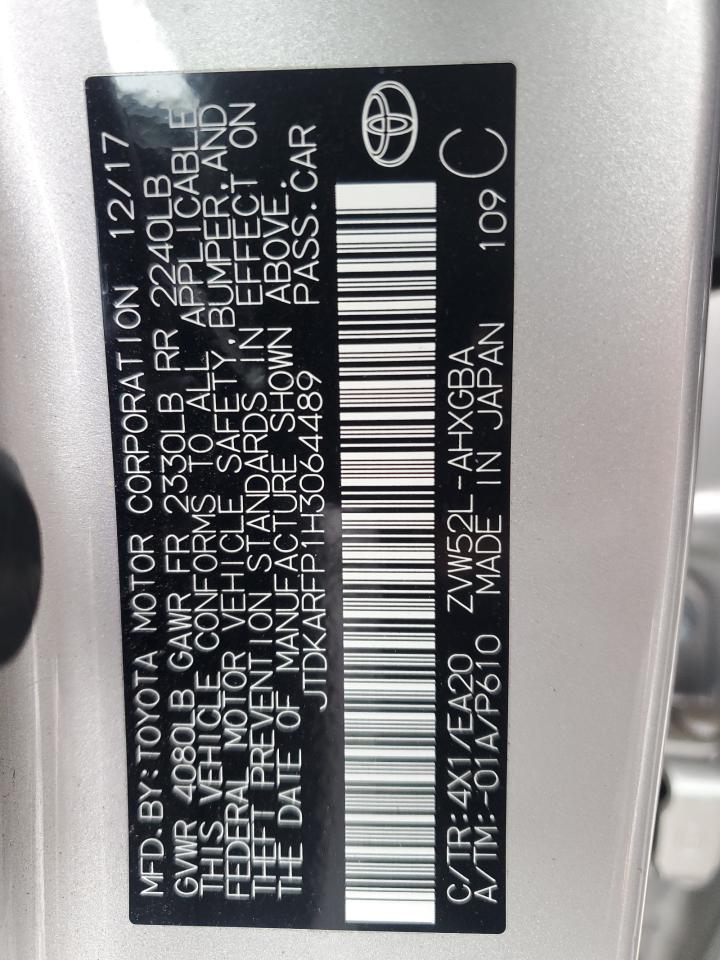 MFD.BY:TOYOTA MOTOR CORPORATION 12/17
GVWR 4080LB GAWR FR 2330LB RR 2240LB
THIS VEHICLE CONFORMS TO ALL APPLICABLE
FEDERAL MOTOR VEHICLE SAFETY,BUMPER,AND
THEFT PREVENTION STANDARDS IN EFFECT ON
THE DATE OF MANUFACTURE SHOWN ABOVE.
JTDKARFP1H3064489 PASS.CAR
C/TR:4X1/EA20 ZVW52L-AHXGBA
A/TM:-01A/P610 MADE IN JAPAN 109 C